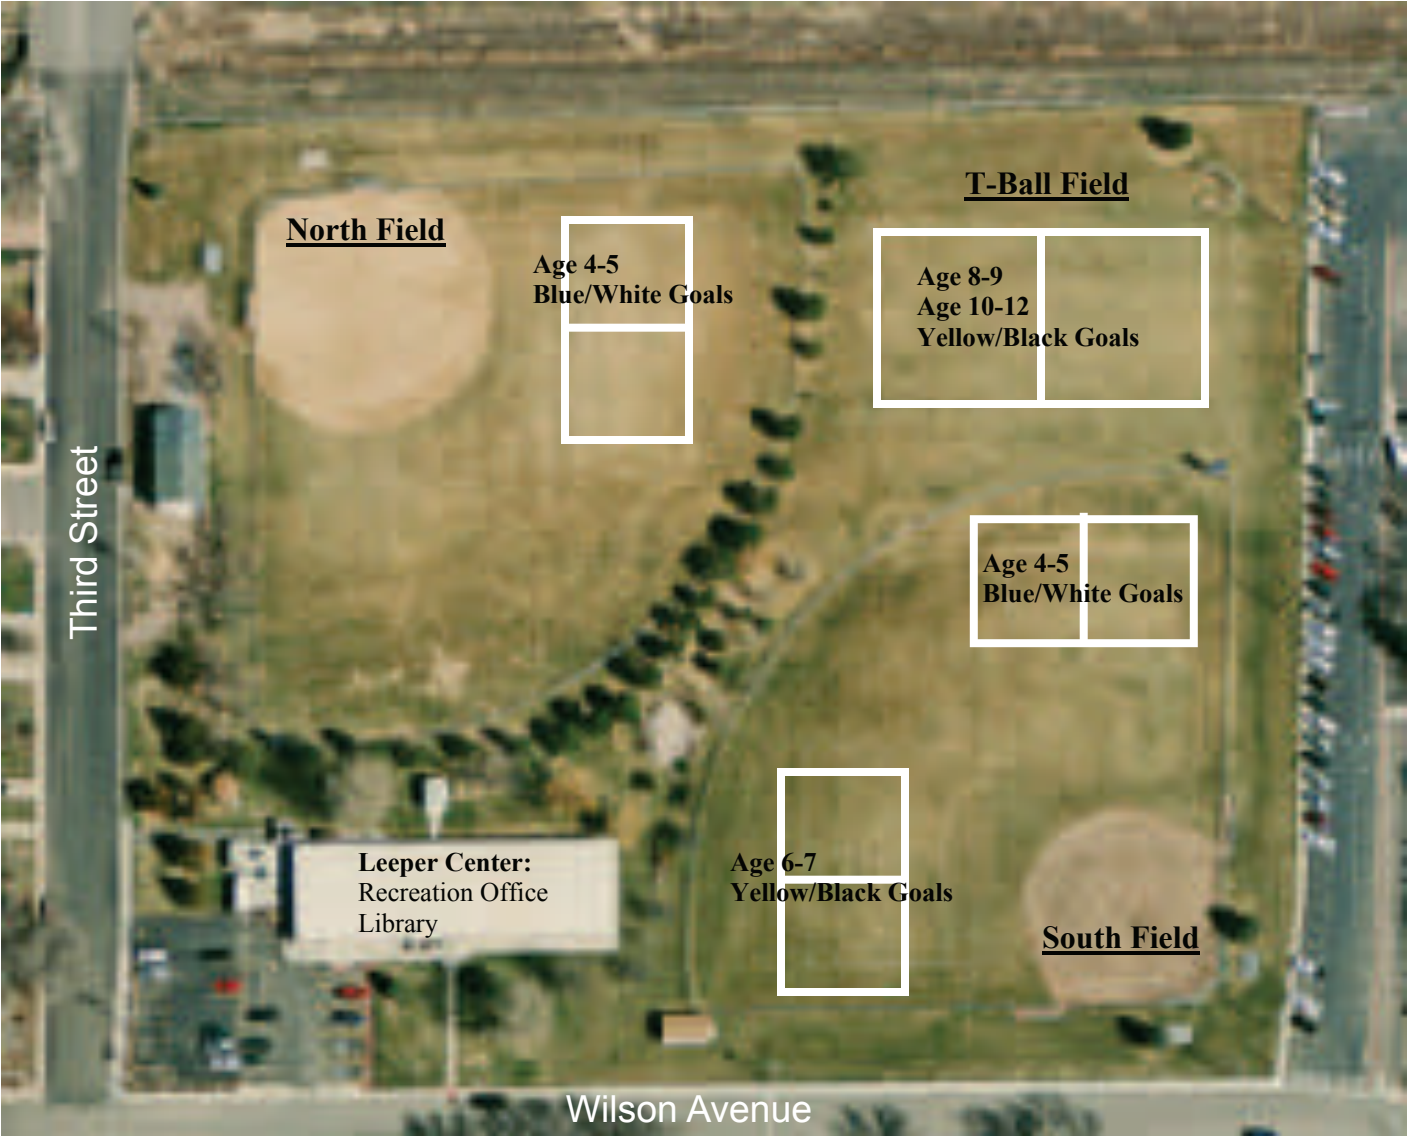 T-Ball Field
North Field
Age 4-5
Blue/White Goals
Age 8-9
Age 10-12
Yellow/Black Goals
Third Street
Age 4-5
Blue/White Goals
Age 6-7
Yellow/Black Goals
Leeper Center:
Recreation Office
Library
South Field
Wilson Avenue